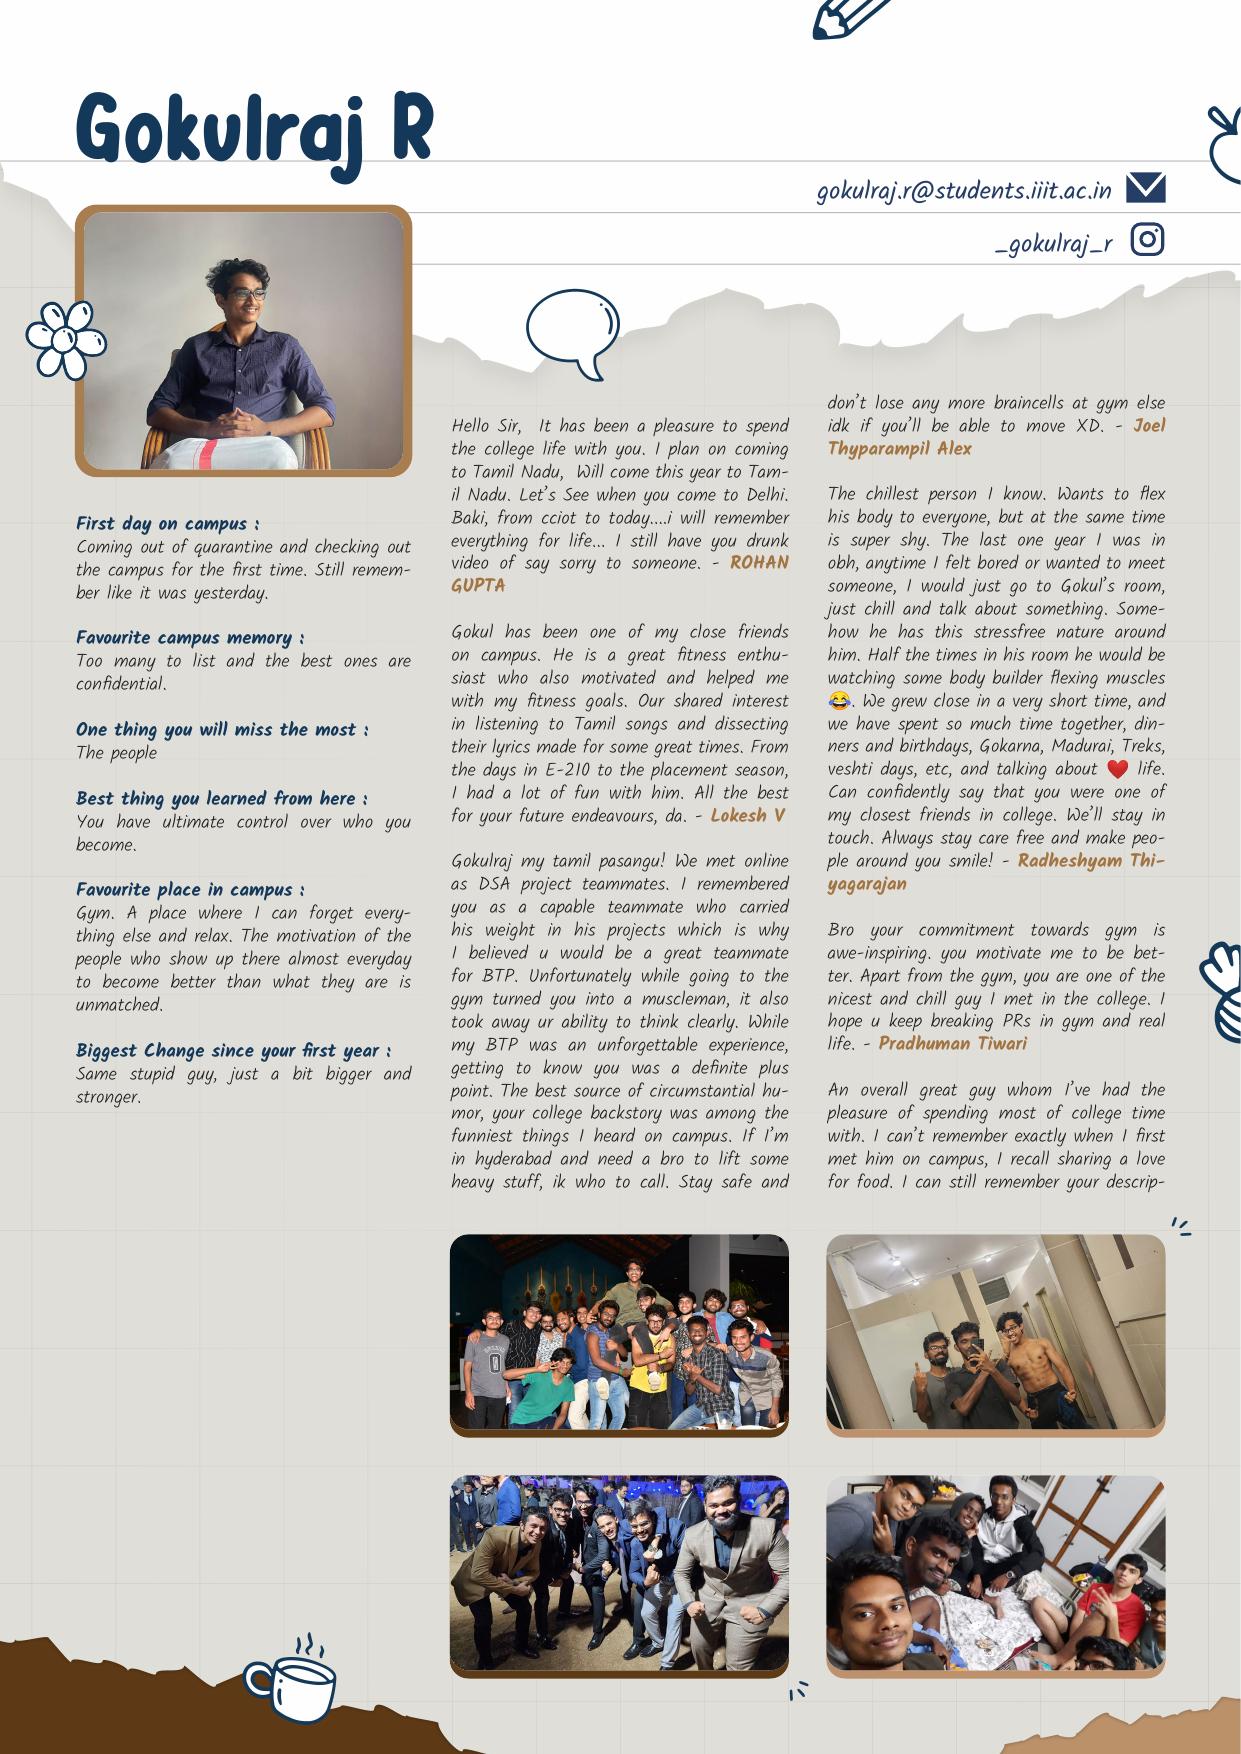 Gokulraj R
gokulraj.r@students.iiit.ac.in
_gokulraj_r
First day on campus :
Coming out of quarantine and checking out
the campus for the first time. Still remem-
ber like it was yesterday.
Favourite campus memory :
Too many to list and the best ones are
confidential.
One thing you will miss the most :
The people
Best thing you learned from here :
You have ultimate control over who you
become.
Favourite place in campus :
Gym. A place where I can forget every-
thing else and relax. The motivation of the
people who show up there almost everyday
to become better than what they are is
unmatched.
Biggest Change since your first year :
Same stupid guy, just a bit bigger and
stronger.
Hello Sir, It has been a pleasure to spend
the college life with you. I plan on coming
to Tamil Nadu, Will come this year to Tam-
il Nadu. Let's See when you come to Delhi.
Baki, from cciot to today....i will remember
everything for life... I still have you drunk
video of say sorry to someone. - ROHAN
GUPTA
Gokul has been one of my close friends
on campus. He is a great fitness enthu-
siast who also motivated and helped me
with my fitness goals. Our shared interest
in listening to Tamil songs and dissecting
their lyrics made for some great times. From
the days in E-210 to the placement season,
I had a lot of fun with him. All the best
for your future endeavours, da. - Lokesh V
Gokulraj my tamil pasangu! We met online
as DSA project teammates. I remembered
you as a capable teammate who carried
his weight in his projects which is why
I believed u would be a great teammate
for BTP. Unfortunately while going to the
gym turned you into a muscleman, it also
took away ur ability to think clearly. While
my BTP was an unforgettable experience,
getting to know you was a definite plus
point. The best source of circumstantial hu-
mor, your college backstory was among the
funniest things I heard on campus. If I'm
in hyderabad and need a bro to lift some
heavy stuff, ik who to call. Stay safe and
don't lose any more braincells at gym else
idk if you'll be able to move XD. - Joel
Thyparampil Alex
The chillest person I know. Wants to flex
his body to everyone, but at the same time
is super shy. The last one year I was in
obh, anytime I felt bored or wanted to meet
someone, I would just go to Gokul's room,
just chill and talk about something. Some-
how he has this stressfree nature around
him. Half the times in his room he would be
watching some body builder flexing muscles
😂. We grew close in a very short time, and
we have spent so much time together, din-
ners and birthdays, Gokarna, Madurai, Treks,
veshti days, etc, and talking about ❤️ life.
Can confidently say that you were one of
my closest friends in college. We'll stay in
touch. Always stay care free and make peo-
ple around you smile! - Radheshyam Thi-
yagarajan
Bro your commitment towards gym is
awe-inspiring. you motivate me to be bet-
ter. Apart from the gym, you are one of the
nicest and chill guy I met in the college. I
hope u keep breaking PRs in gym and real
life. - Pradhuman Tiwari
An overall great guy whom I've had the
pleasure of spending most of college time
with. I can't remember exactly when I first
met him on campus, I recall sharing a love
for food. I can still remember your descrip-